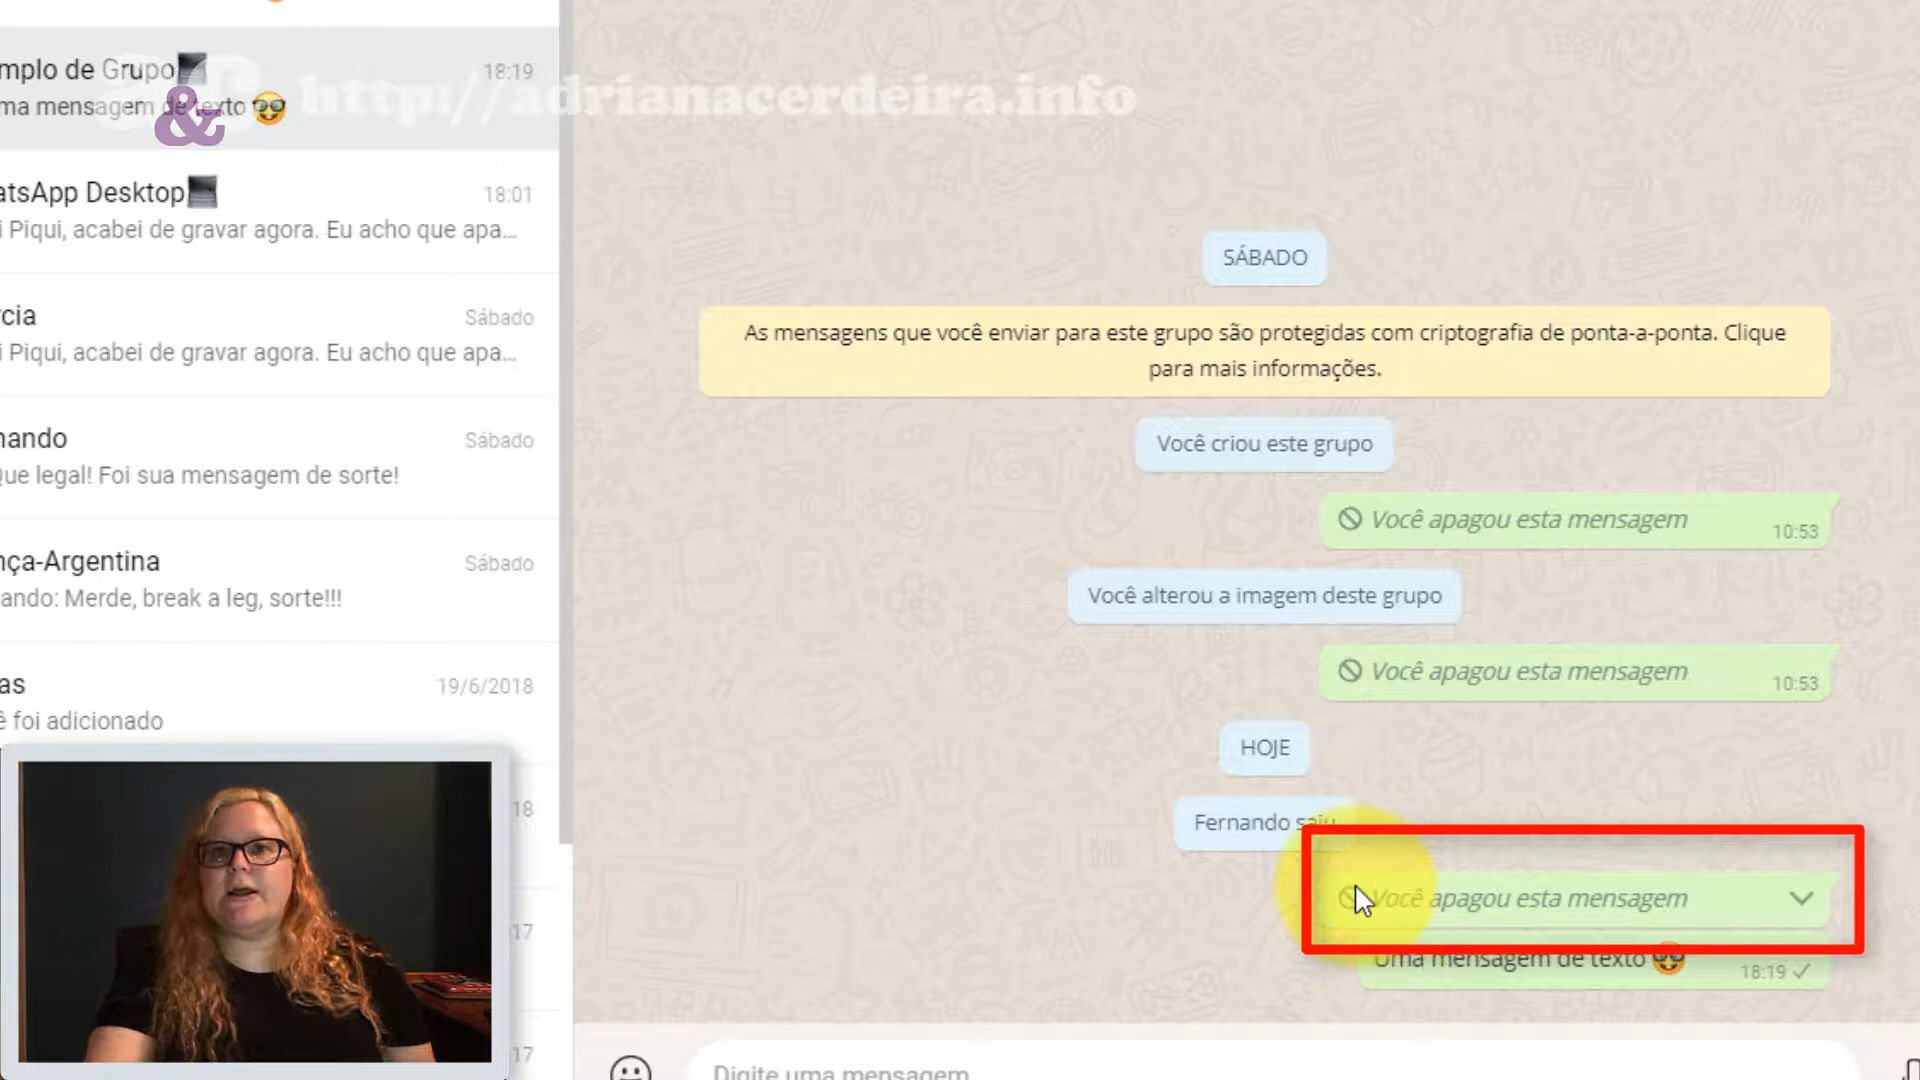 mplo de Grupo
18:19
ma mensagem de texto
& http://adrianacerdeira.info
atsApp Desktop
18:01
i Piqui, acabei de gravar agora. Eu acho que apa...
rcia
Sábado
i Piqui, acabei de gravar agora. Eu acho que apa...
nando
Sábado
Que legal! Foi sua mensagem de sorte!
nça-Argentina
Sábado
ando: Merde, break a leg, sorte!!!
as
19/6/2018
ê foi adicionado
18
17
17
SÁBADO
As mensagens que você enviar para este grupo são protegidas com criptografia de ponta-a-ponta. Clique
para mais informações.
Você criou este grupo
Você apagou esta mensagem
10:53
Você alterou a imagem deste grupo
Você apagou esta mensagem
10:53
HOJE
Fernando saiu
Você apagou esta mensagem
Uma mensagem de texto
18:19
Digite uma mensagem